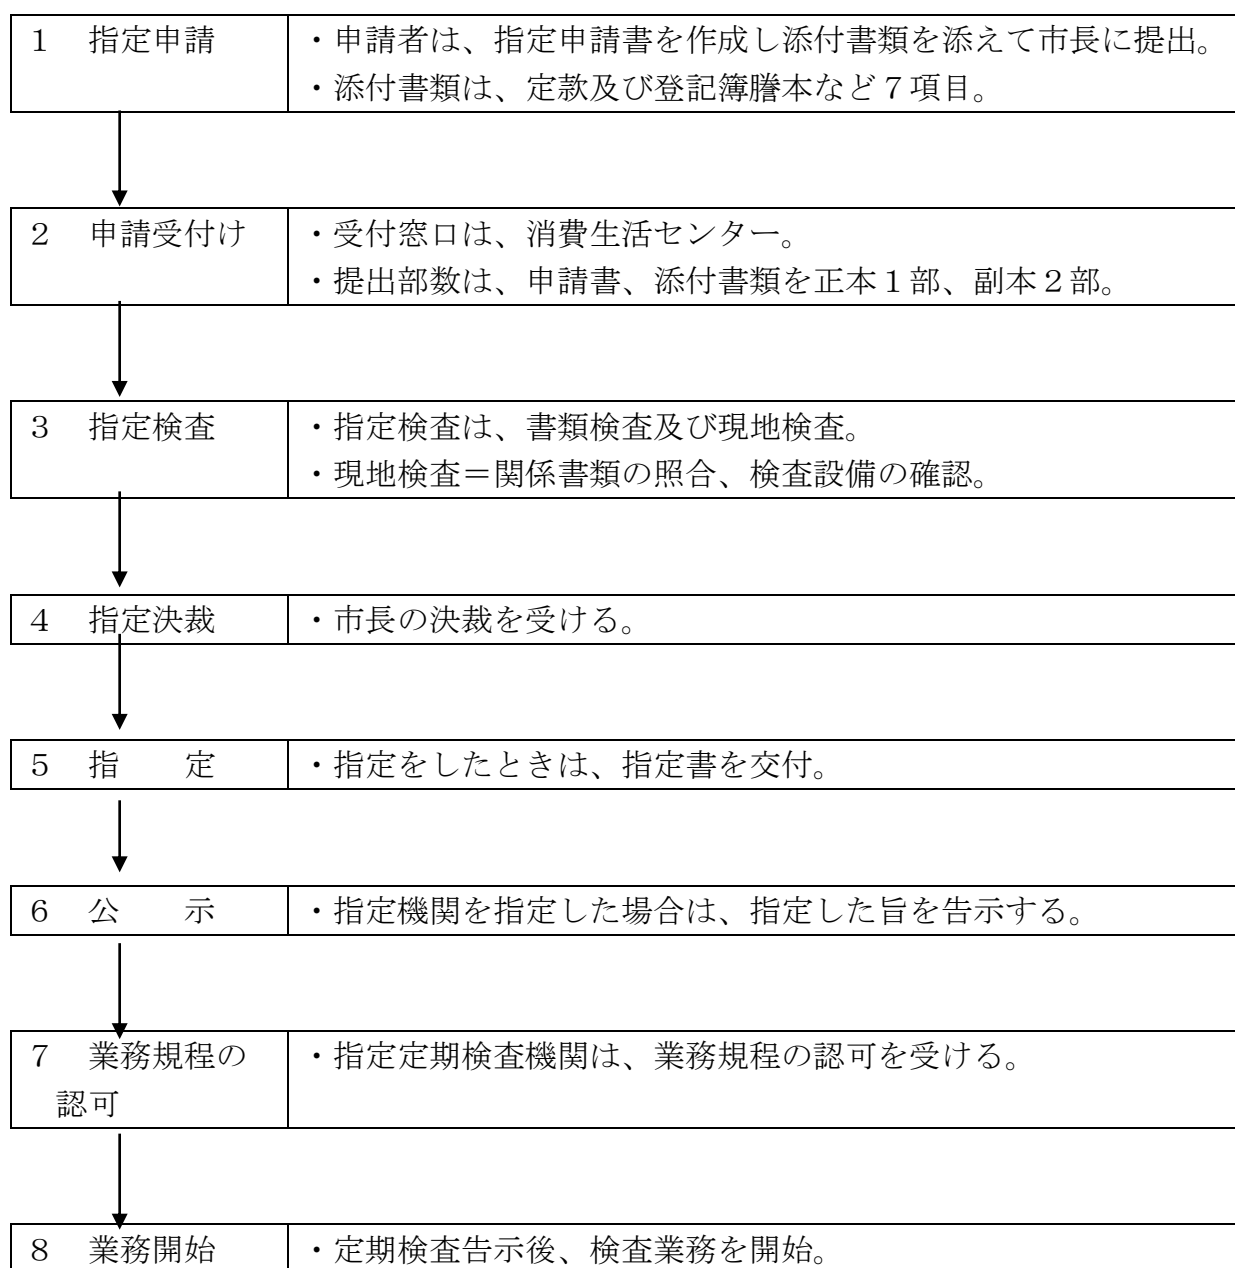 １　指定申請　・申請者は、指定申請書を作成し添付書類を添えて市長に提出。
・添付書類は、定款及び登記簿謄本など７項目。
２　申請受付け　・受付窓口は、消費生活センター。
・提出部数は、申請書、添付書類を正本１部、副本２部。
３　指定検査　・指定検査は、書類検査及び現地検査。
・現地検査＝関係書類の照合、検査設備の確認。
４　指定決裁　・市長の決裁を受ける。
５　指　　定　・指定をしたときは、指定書を交付。
６　公　　示　・指定機関を指定した場合は、指定した旨を告示する。
７　業務規程の　・指定定期検査機関は、業務規程の認可を受ける。
認可
８　業務開始　・定期検査告示後、検査業務を開始。